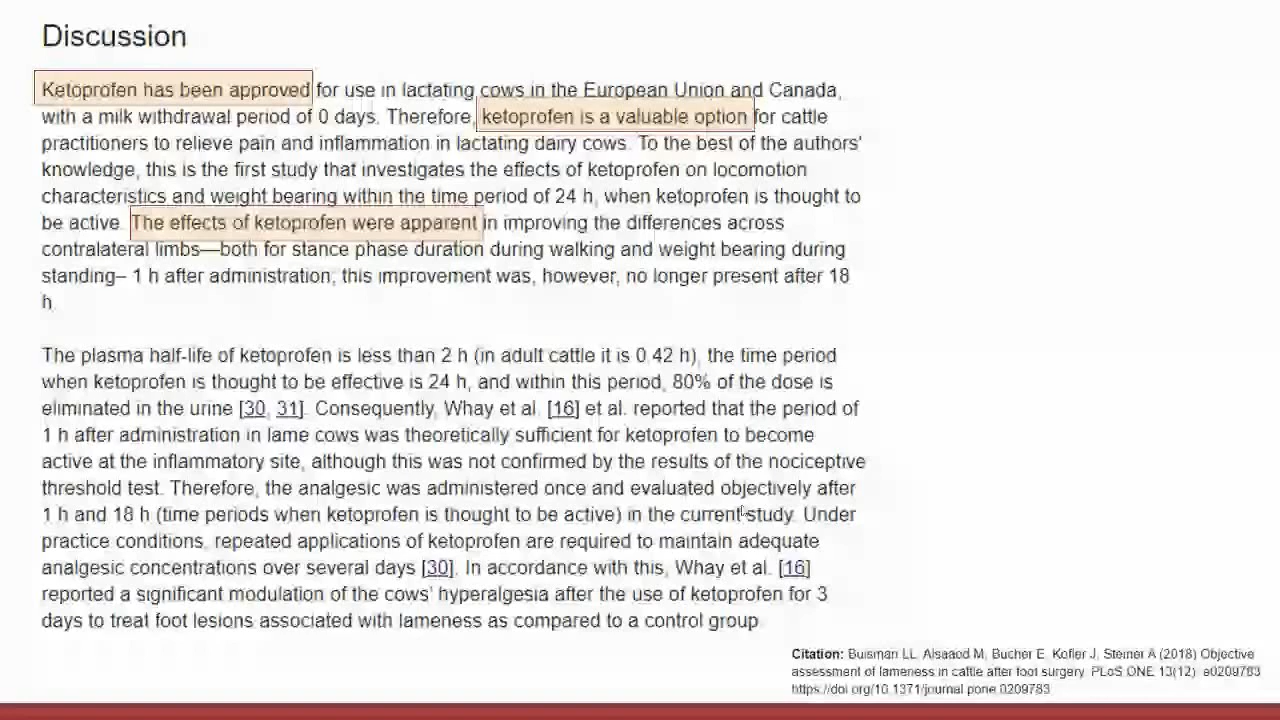 Discussion
Ketoprofen has been approved for use in lactating cows in the European Union and Canada,
with a milk withdrawal period of 0 days. Therefore, ketoprofen is a valuable option for cattle
practitioners to relieve pain and inflammation in lactating dairy cows. To the best of the authors'
knowledge, this is the first study that investigates the effects of ketoprofen on locomotion
characteristics and weight bearing within the time period of 24 h, when ketoprofen is thought to
be active. The effects of ketoprofen were apparent in improving the differences across
contralateral limbs—both for stance phase duration during walking and weight bearing during
standing– 1 h after administration; this improvement was, however, no longer present after 18
h.
The plasma half-life of ketoprofen is less than 2 h (in adult cattle it is 0.42 h), the time period
when ketoprofen is thought to be effective is 24 h, and within this period, 80% of the dose is
eliminated in the urine [30, 31]. Consequently, Whay et al. [16] et al. reported that the period of
1 h after administration in lame cows was theoretically sufficient for ketoprofen to become
active at the inflammatory site, although this was not confirmed by the results of the nociceptive
threshold test. Therefore, the analgesic was administered once and evaluated objectively after
1 h and 18 h (time periods when ketoprofen is thought to be active) in the current study. Under
practice conditions, repeated applications of ketoprofen are required to maintain adequate
analgesic concentrations over several days [30]. In accordance with this, Whay et al. [16]
reported a significant modulation of the cows' hyperalgesia after the use of ketoprofen for 3
days to treat foot lesions associated with lameness as compared to a control group.
Citation: Buisman LL, Alsaaod M, Bucher E, Kofler J, Steiner A (2018) Objective
assessment of lameness in cattle after foot surgery. PLoS ONE 13(12): e0209783.
https://doi.org/10.1371/journal.pone.0209783